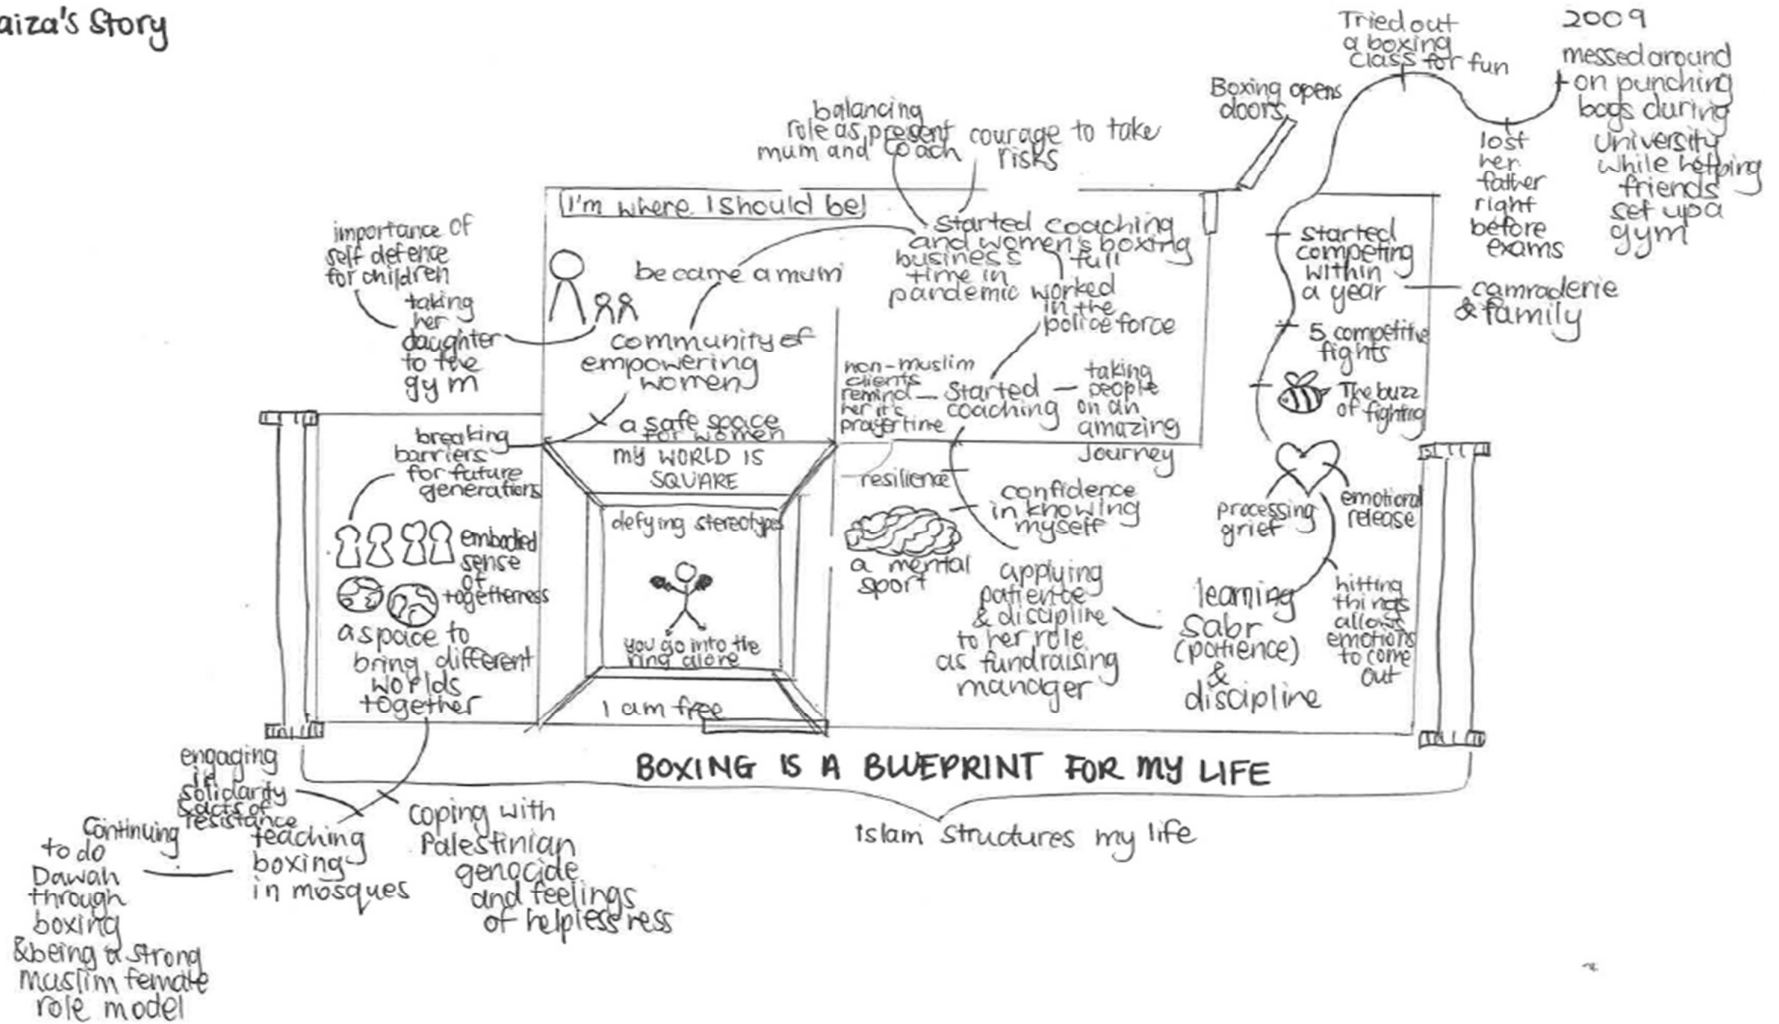 aiza's Story
2009
messed around
on punching
bags during
University
while helping
friends
set up a
gym
lost
her
father
right
before
exams
Tried out
a boxing
class for fun
Boxing opens
doors
started
competing
within
a year
camraderie
& family
5 competitive
fights
The buzz
of fighting
processing
grief
emotional
release
hitting
things
allows
emotions
to come
out
learning
Sabr
(patience)
&
discipline
applying
patience
& discipline
to her role
as fundraising
manager
confidence
in knowing
myself
resilience
a mental
sport
Started
coaching
taking
people
on an
amazing
Journey
non-muslim
clients
remind
her it's
prayertime
worked
in the
police force
Started coaching
and women's boxing
business full
time in
pandemic
balancing
role as present
mum and coach
courage to take
risks
I'm where I should be
became a mum
community of
empowering
women
a safe space
for women
importance of
self defence
for children
taking
her
daughter
to the
gym
breaking
barriers
for future
generations
embodied
sense
of
togetherness
a space to
bring different
worlds
together
MY WORLD IS
SQUARE
defying stereotypes
you go into the
ring alone
I am free
BOXING IS A BLUEPRINT FOR MY LIFE
Islam structures my life
engaging
in
solidarity
& acts of
resistance
teaching
boxing
in mosques
coping with
Palestinian
genocide
and feelings
of helplessness
Continuing
to do
Dawah
through
boxing
& being a strong
muslim female
role model